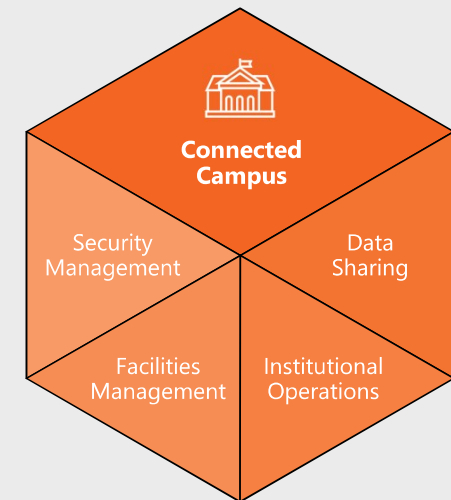 Connected
Campus
Security
Management
Data
Sharing
Facilities
Management
Institutional
Operations